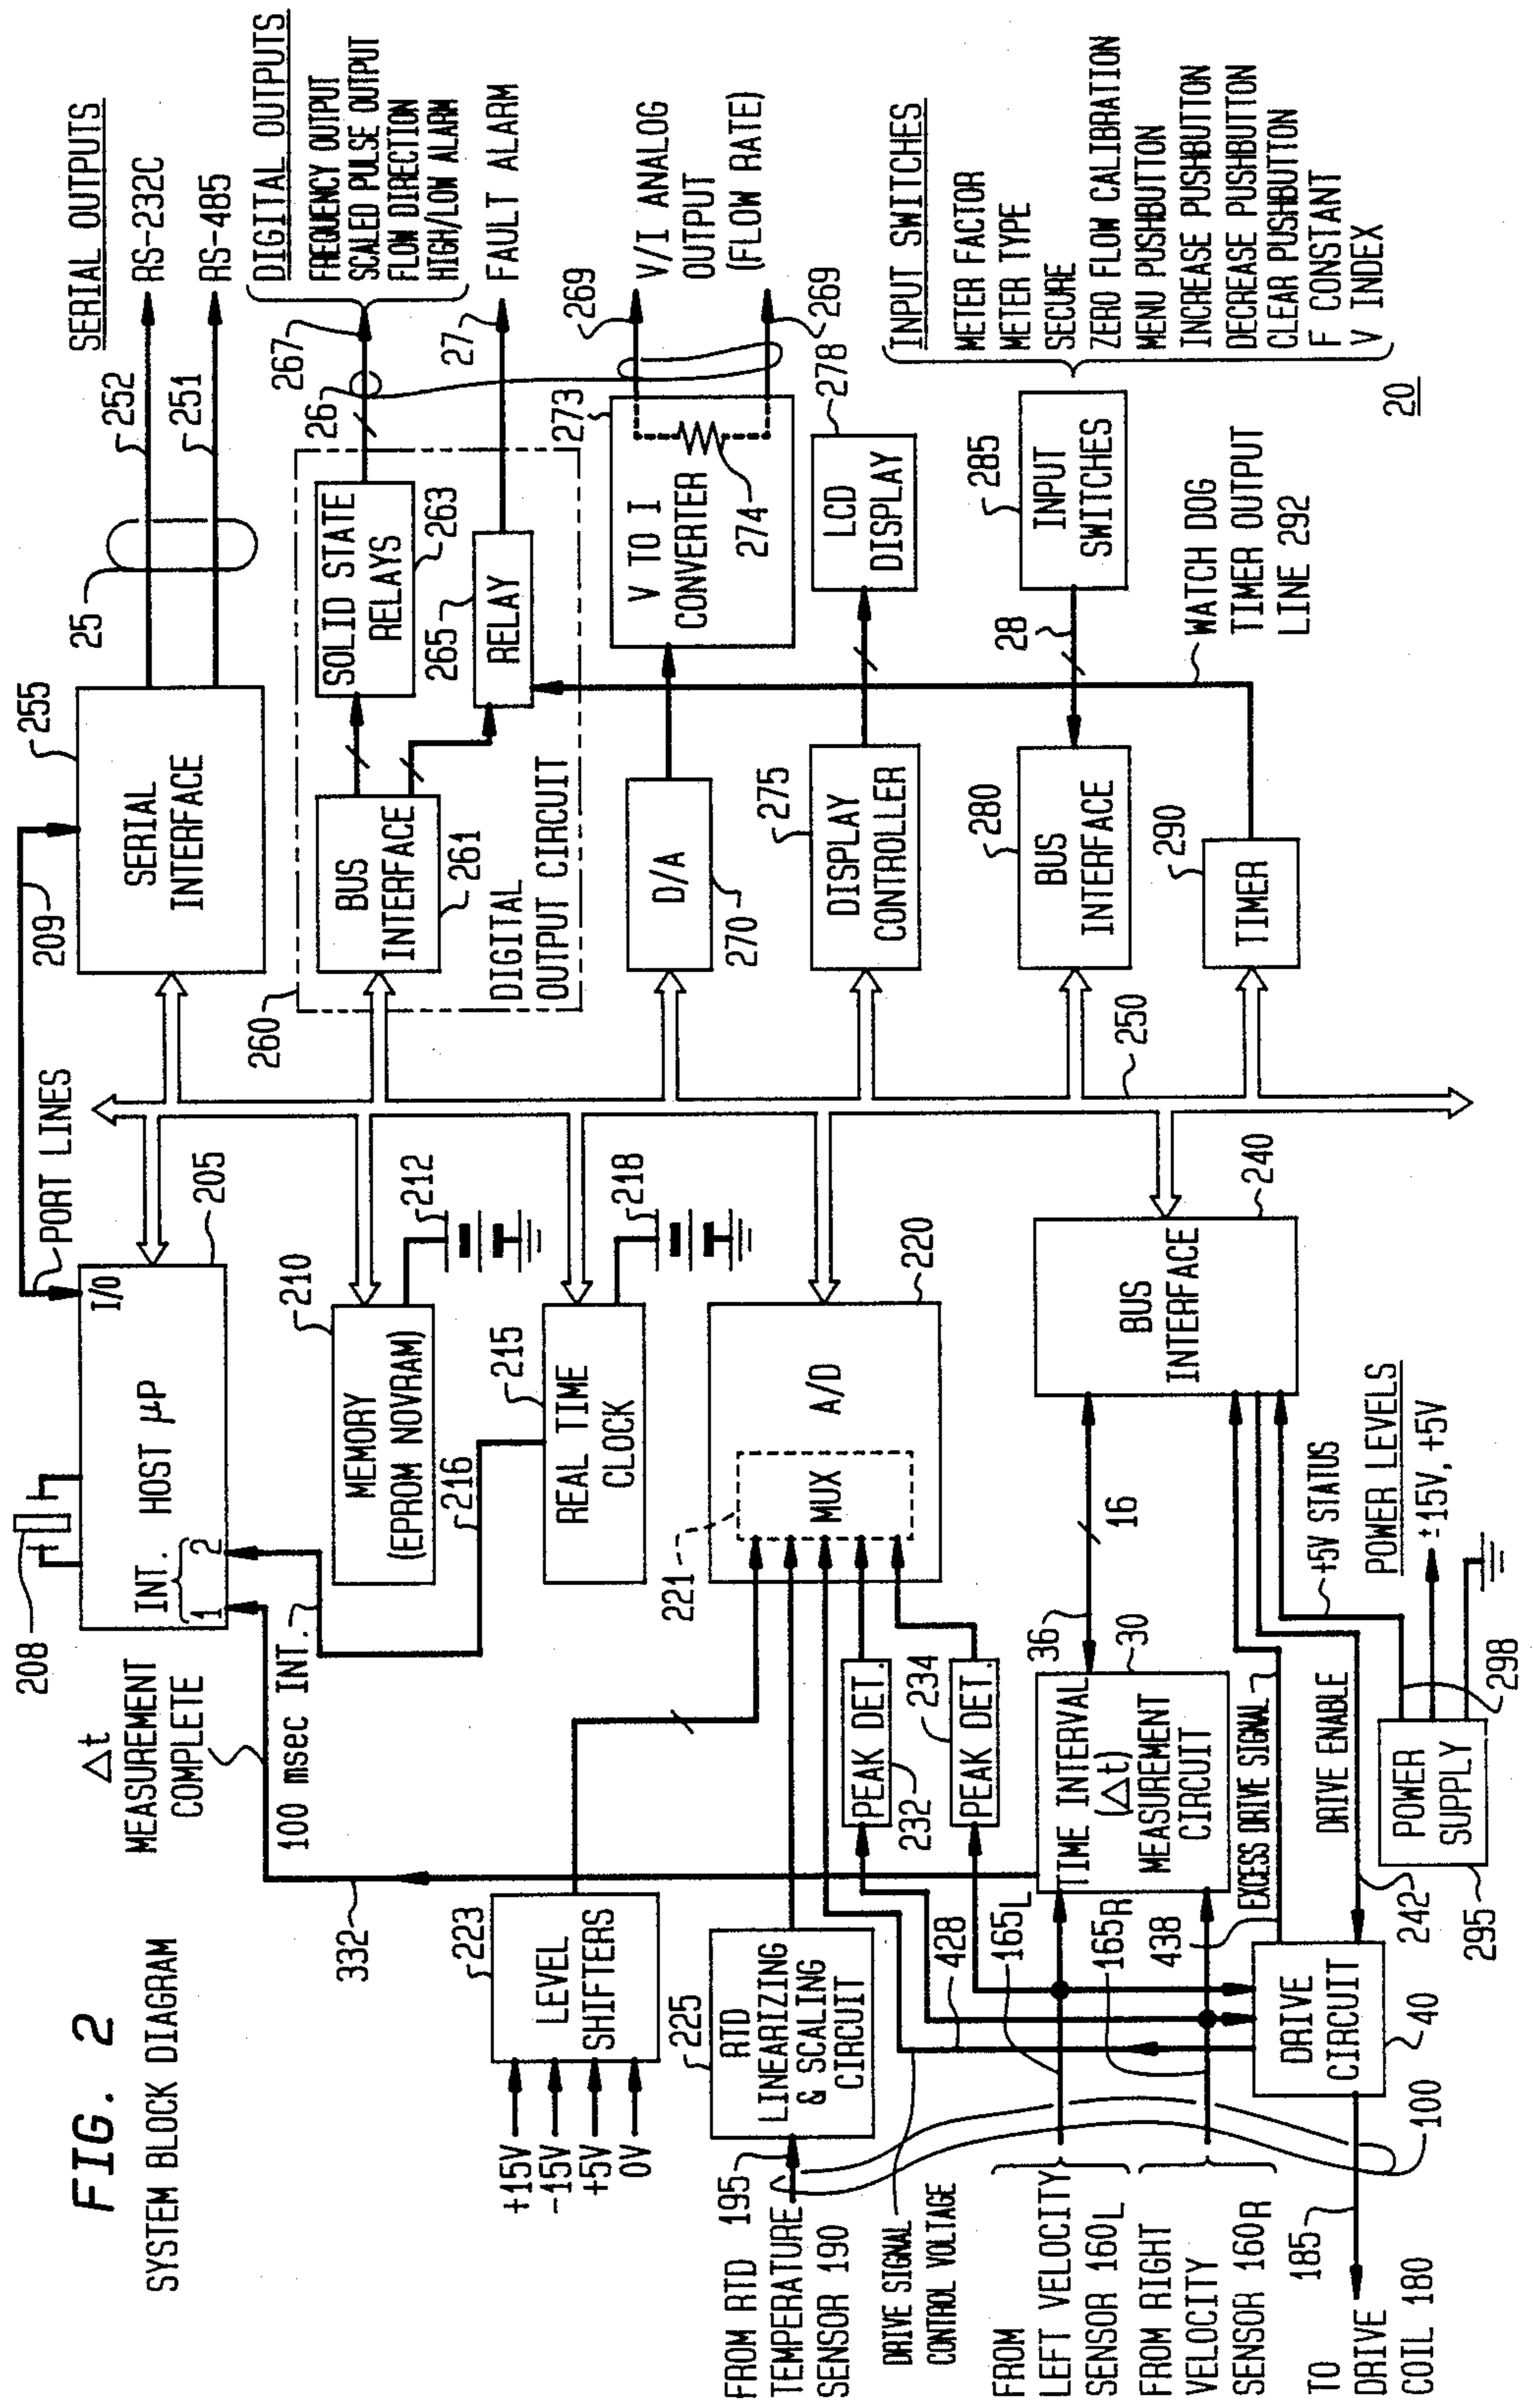 FIG. 2
SYSTEM BLOCK DIAGRAM
208
Δt
MEASUREMENT
COMPLETE
332
100 msec INT.
INT.
1
2
HOST µP
I/O
205
PORT LINES
209
MEMORY
(EPROM NOVRAM)
210
212
216
REAL TIME
CLOCK
215
218
+15V
-15V
+5V
0V
LEVEL
SHIFTERS
223
RTD
LINEARIZING
& SCALING
CIRCUIT
225
FROM RTD
TEMPERATURE
SENSOR 190
195
DRIVE SIGNAL
CONTROL VOLTAGE
428
221
MUX
A/D
220
PEAK DET.
232
PEAK DET.
234
FROM
LEFT VELOCITY
SENSOR 160L
165L
FROM RIGHT
VELOCITY
SENSOR 160R
165R
TIME INTERVAL
(Δt)
MEASUREMENT
CIRCUIT
30
36
16
BUS
INTERFACE
240
438
EXCESS DRIVE SIGNAL
DRIVE ENABLE
242
DRIVE
CIRCUIT
40
100
185
TO
DRIVE
COIL 180
POWER
SUPPLY
295
298
+5V STATUS
POWER LEVELS
±15V, +5V
250
SERIAL
INTERFACE
255
25
252
251
SERIAL OUTPUTS
RS-232C
RS-485
260
BUS
INTERFACE
261
DIGITAL
OUTPUT CIRCUIT
SOLID STATE
RELAYS
263
265
RELAY
26
267
27
DIGITAL OUTPUTS
FREQUENCY OUTPUT
SCALED PULSE OUTPUT
FLOW DIRECTION
HIGH/LOW ALARM
FAULT ALARM
D/A
270
V TO I
CONVERTER
273
274
269
269
V/I ANALOG
OUTPUT
(FLOW RATE)
DISPLAY
CONTROLLER
275
LCD
DISPLAY
278
BUS
INTERFACE
280
28
INPUT
SWITCHES
285
INPUT SWITCHES
METER FACTOR
METER TYPE
SECURE
ZERO FLOW CALIBRATION
MENU PUSHBUTTON
INCREASE PUSHBUTTON
DECREASE PUSHBUTTON
CLEAR PUSHBUTTON
F CONSTANT
V INDEX
TIMER
290
WATCH DOG
TIMER OUTPUT
LINE 292
20